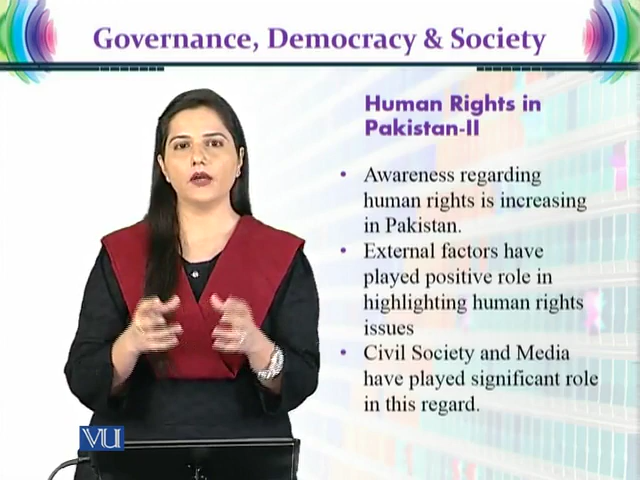 Governance, Democracy & Society
Human Rights in
Pakistan-II
• Awareness regarding
human rights is increasing
in Pakistan.
• External factors have
played positive role in
highlighting human rights
issues
• Civil Society and Media
have played significant role
in this regard.
VU